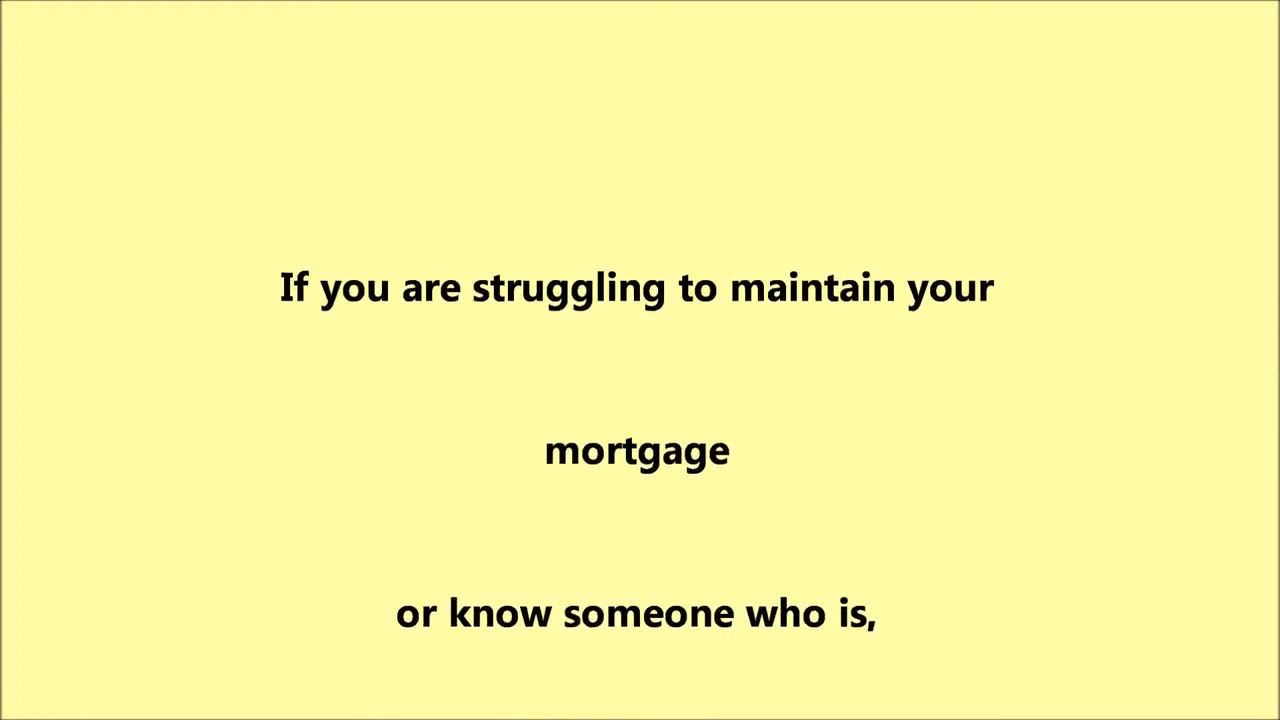 If you are struggling to maintain your
mortgage
or know someone who is,